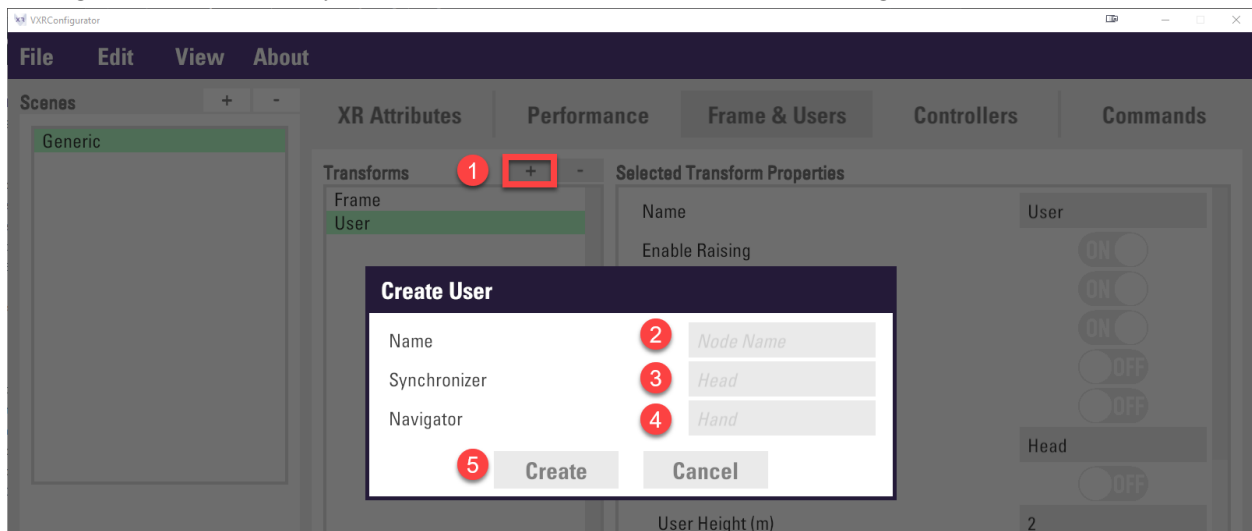 VXRConfigurator
File Edit View About
Scenes + -
XR Attributes Performance Frame & Users Controllers Commands
Generic
Transforms 1 + - Selected Transform Properties
Frame
Name User
User
Enable Raising ON
Create User
ON
Name 2 Node Name
ON
Synchronizer 3 Head
OFF
Navigator 4 Hand
OFF
Head
5 Create Cancel
OFF
User Height (m) 2